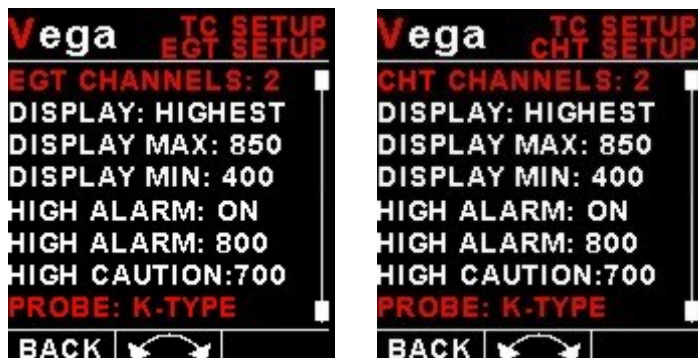 Vega TC SETUP
EGT SETUP
EGT CHANNELS: 2
DISPLAY: HIGHEST
DISPLAY MAX: 850
DISPLAY MIN: 400
HIGH ALARM: ON
HIGH ALARM: 800
HIGH CAUTION:700
PROBE: K-TYPE
BACK
Vega TC SETUP
CHT SETUP
CHT CHANNELS: 2
DISPLAY: HIGHEST
DISPLAY MAX: 850
DISPLAY MIN: 400
HIGH ALARM: ON
HIGH ALARM: 800
HIGH CAUTION:700
PROBE: K-TYPE
BACK